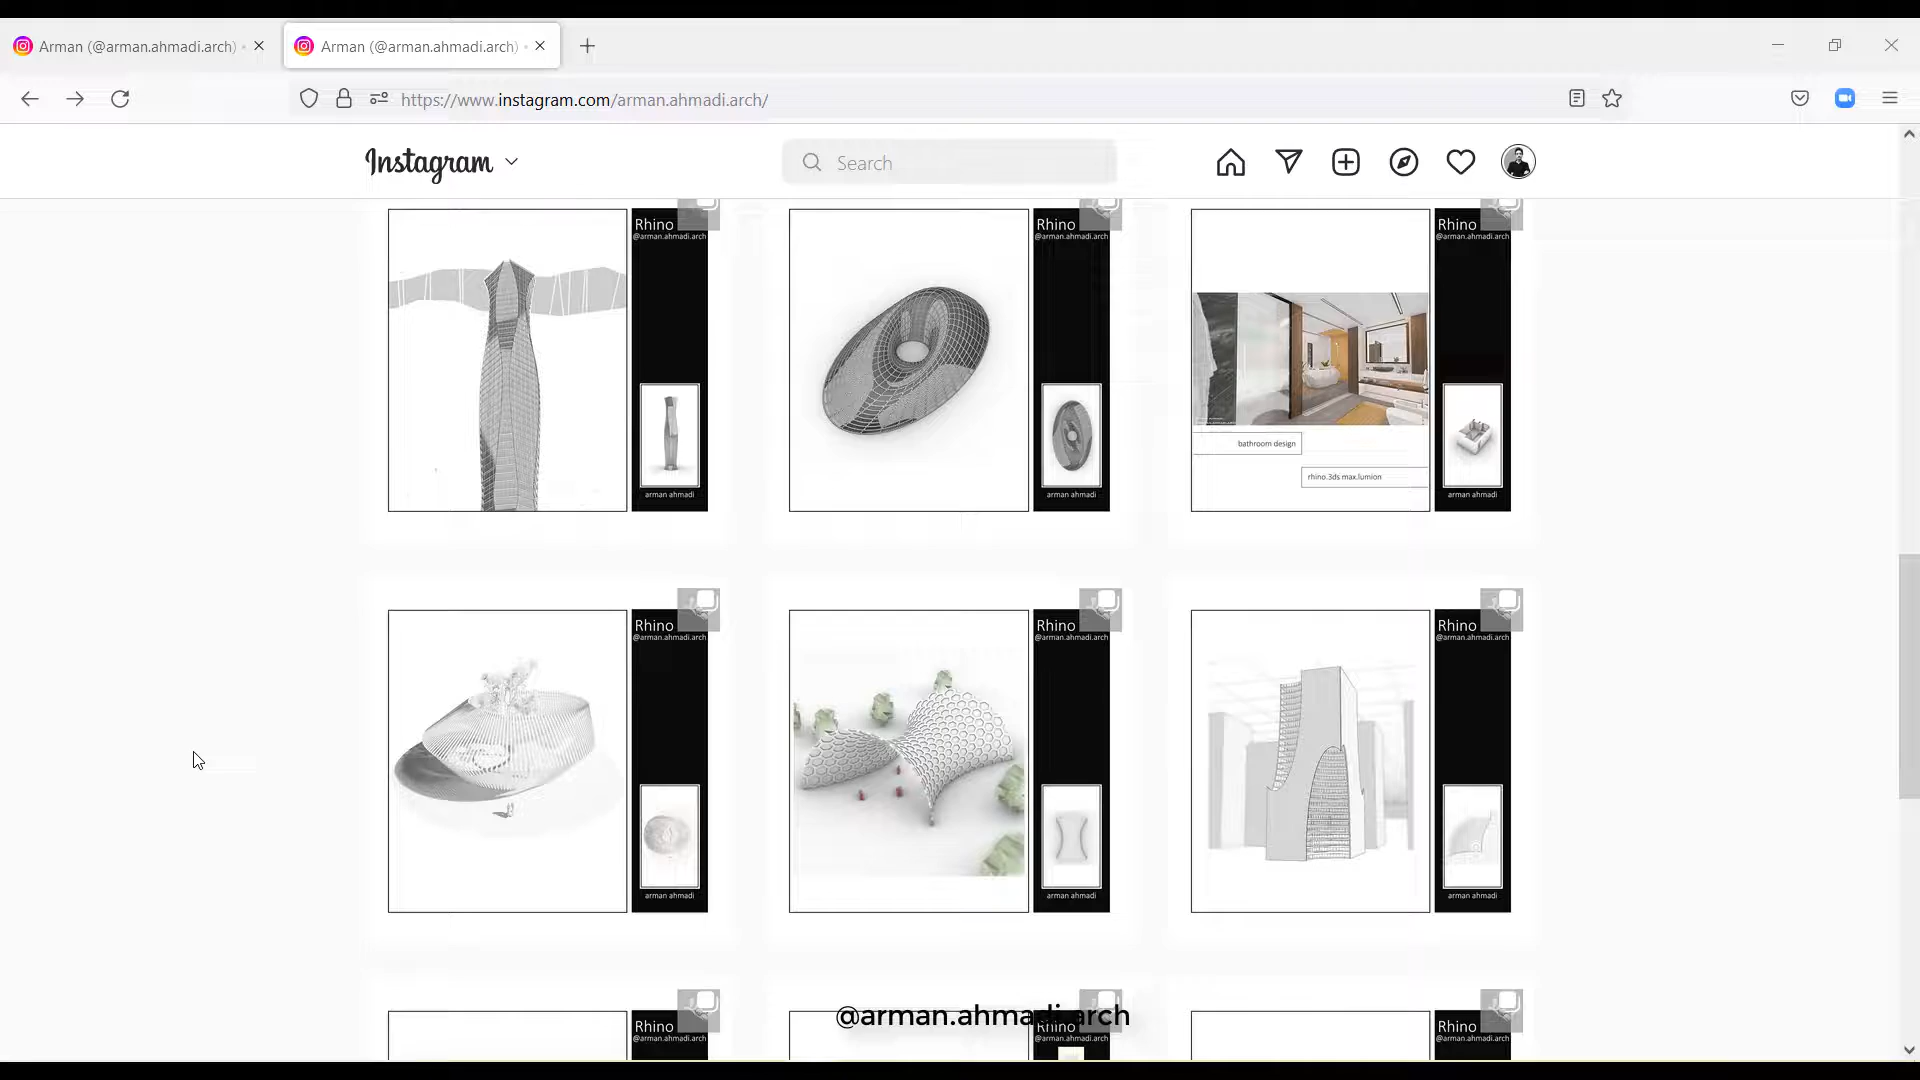 Arman (@arman.ahmadi.arch) •
Arman (@arman.ahmadi.arch) •
https://www.instagram.com/arman.ahmadi.arch/
Instagram
Search
Rhino
@arman.ahmadi.arch
arman ahmadi
Rhino
@arman.ahmadi.arch
arman ahmadi
Rhino
@arman.ahmadi.arch
bathroom design
rhino.3ds max.lumion
arman ahmadi
Rhino
@arman.ahmadi.arch
arman ahmadi
Rhino
@arman.ahmadi.arch
arman ahmadi
Rhino
@arman.ahmadi.arch
arman ahmadi
Rhino
@arman.ahmadi.arch
Rhino
@arman.ahmadi.arch
Rhino
@arman.ahmadi.arch
@arman.ahmadi.arch